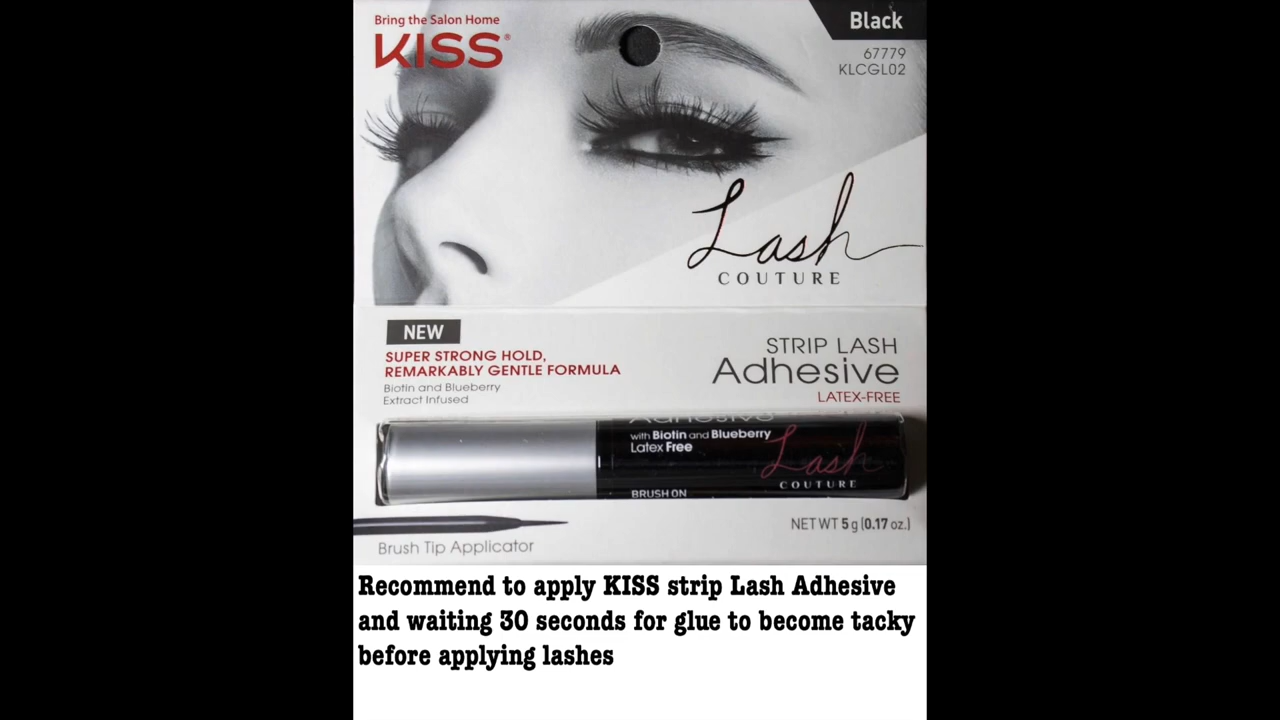 Bring the Salon Home
KISS®
Black
67779
KLCGL02
Lash
COUTURE
NEW
SUPER STRONG HOLD,
REMARKABLY GENTLE FORMULA
Biotin and Blueberry
Extract Infused
STRIP LASH
Adhesive
LATEX-FREE
Adhesive
with Biotin and Blueberry
Latex Free
Lash
COUTURE
BRUSH ON
NET WT 5 g (0.17 oz.)
Brush Tip Applicator
Recommend to apply KISS strip Lash Adhesive
and waiting 30 seconds for glue to become tacky
before applying lashes